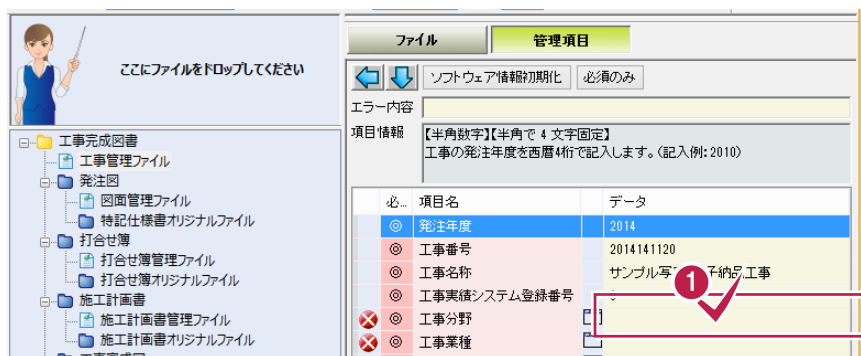 ここにファイルをドロップしてください
工事完成図書
工事管理ファイル
発注図
図面管理ファイル
特記仕様書オリジナルファイル
打合せ簿
打合せ簿管理ファイル
打合せ簿オリジナルファイル
施工計画書
施工計画書管理ファイル
施工計画書オリジナルファイル
ファイル 管理項目
ソフトウェア情報初期化 必須のみ
エラー内容
項目情報 【半角数字】【半角で 4 文字固定】
工事の発注年度を西暦4桁で記入します。(記入例:2010)
必... 項目名 データ
◎ 発注年度 2014
◎ 工事番号 2014141120
◎ 工事名称 サンプル写 子納品工事
◎ 工事実績システム登録番号
◎ 工事分野
◎ 工事業種
1